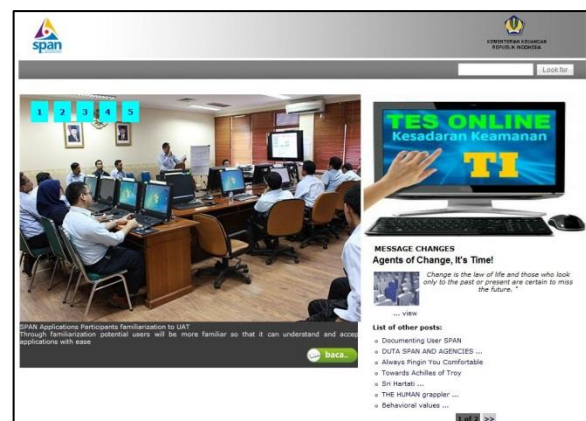 span
KEMENTERIAN KEUANGAN
REPUBLIK INDONESIA
Look for
1 2 3 4 5
TES ONLINE
Kesadaran Keamanan
TI
SPAN Applications Participants familiarization to UAT
Through familiarization potential users will be more familiar so that it can understand and accep
applications with ease
baca..
MESSAGE CHANGES
Agents of Change, It's Time!
Change is the law of life and those who look
only to the past or present are certain to miss
the future. "
... view
List of other posts:
Documenting User SPAN
DUTA SPAN AND AGENCIES ...
Always Pingin You Comfortable
Towards Achilles of Troy
Sri Hartati ...
THE HUMAN grappler ...
Behavioral values ...
1 of 2 >>